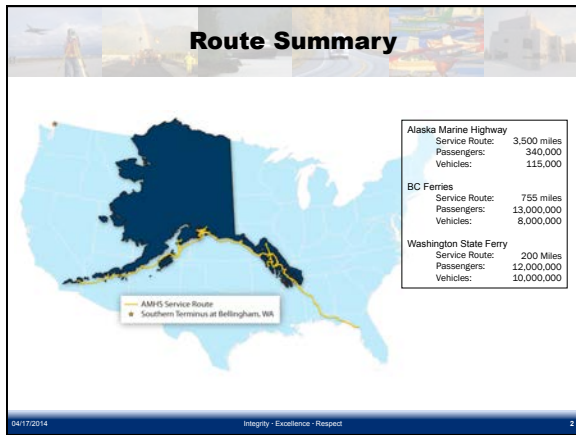 Route Summary
Alaska Marine Highway
Service Route: 3,500 miles
Passengers: 340,000
Vehicles: 115,000
BC Ferries
Service Route: 755 miles
Passengers: 13,000,000
Vehicles: 8,000,000
Washington State Ferry
Service Route: 200 Miles
Passengers: 12,000,000
Vehicles: 10,000,000
AMHS Service Route
Southern Terminus at Bellingham, WA
04/17/2014 Integrity - Excellence - Respect 2